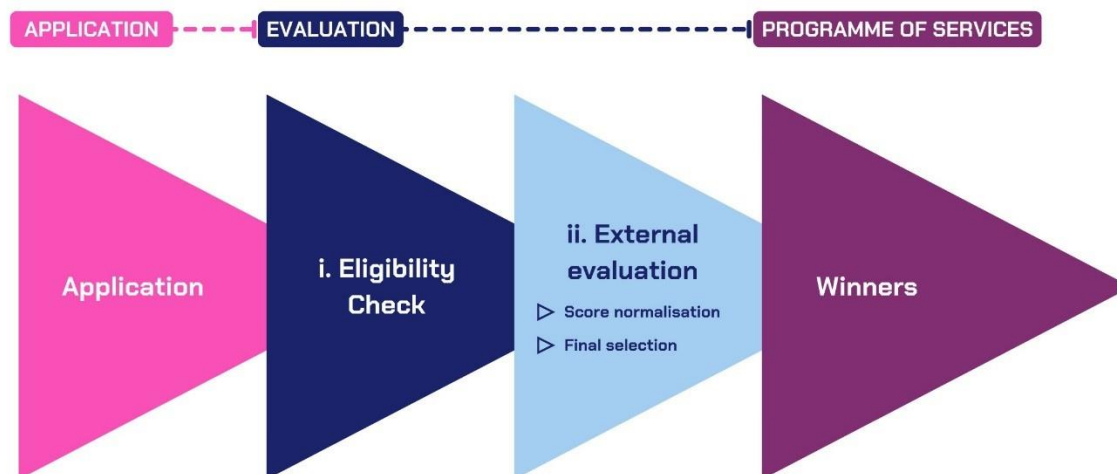 APPLICATION
EVALUATION
PROGRAMME OF SERVICES
Application
i. Eligibility
Check
ii. External
evaluation
Score normalisation
Final selection
Winners